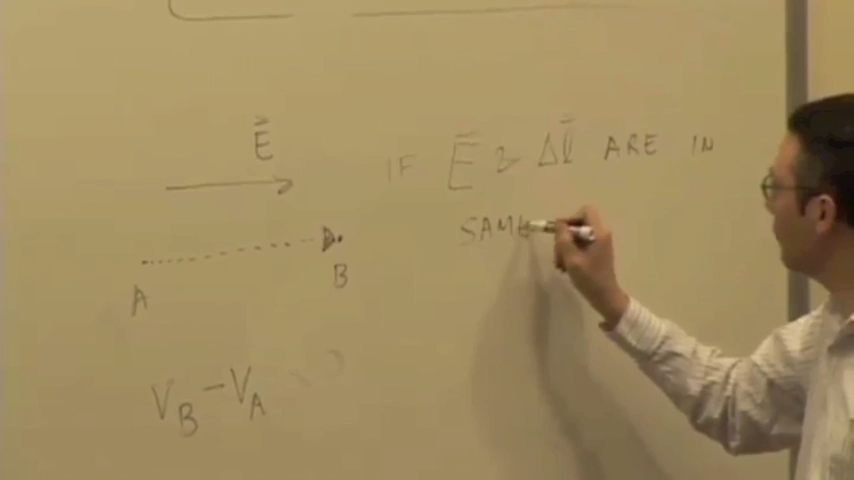 E⃗
IF E⃗ & Δl⃗ ARE IN
SAME
A
B
V_B - V_A